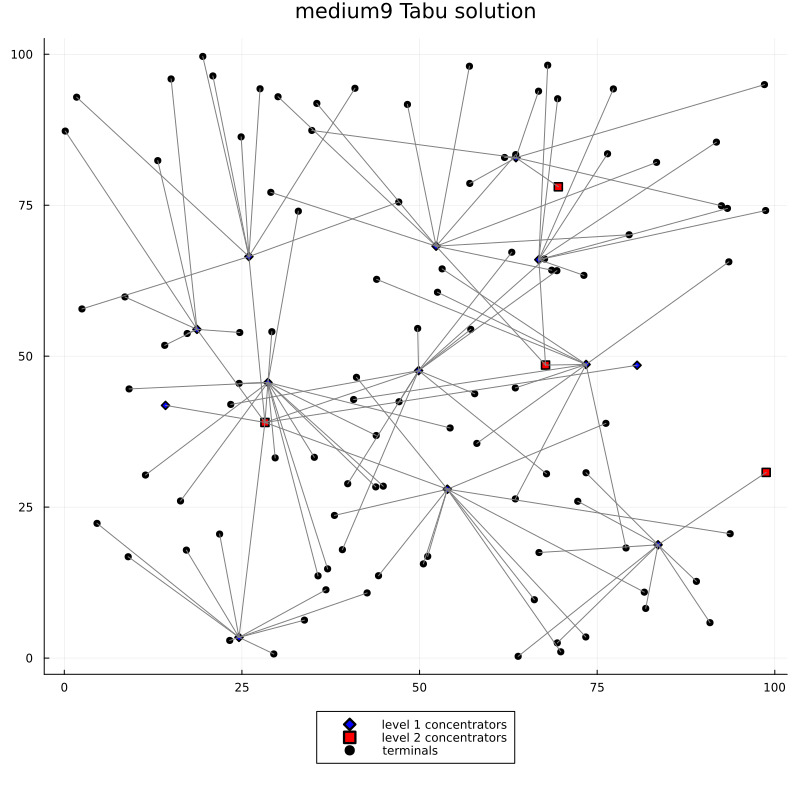 medium9 Tabu solution
100
75
50
25
0
0 25 50 75 100
level 1 concentrators
level 2 concentrators
terminals